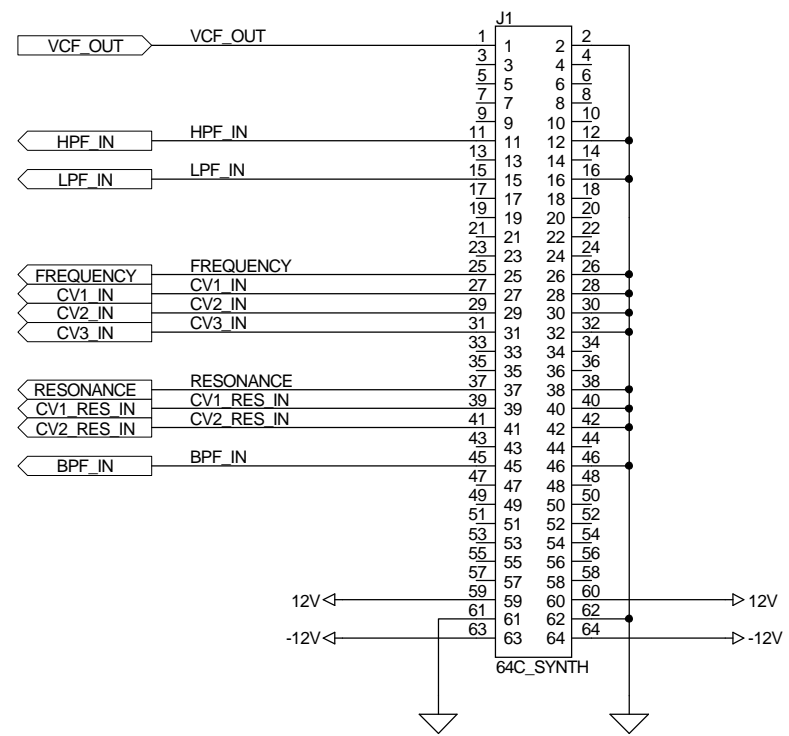 J1
VCF_OUT VCF_OUT 1 1 2 2
3 3 4 4
5 5 6 6
7 7 8 8
9 9 10 10
HPF_IN HPF_IN 11 11 12 12
13 13 14 14
LPF_IN LPF_IN 15 15 16 16
17 17 18 18
19 19 20 20
21 21 22 22
23 23 24 24
FREQUENCY FREQUENCY 25 25 26 26
CV1_IN CV1_IN 27 27 28 28
CV2_IN CV2_IN 29 29 30 30
CV3_IN CV3_IN 31 31 32 32
33 33 34 34
35 35 36 36
RESONANCE RESONANCE 37 37 38 38
CV1_RES_IN CV1_RES_IN 39 39 40 40
CV2_RES_IN CV2_RES_IN 41 41 42 42
43 43 44 44
BPF_IN BPF_IN 45 45 46 46
47 47 48 48
49 49 50 50
51 51 52 52
53 53 54 54
55 55 56 56
57 57 58 58
12V 59 59 60 60 12V
61 61 62 62
-12V 63 63 64 64 -12V
64C_SYNTH